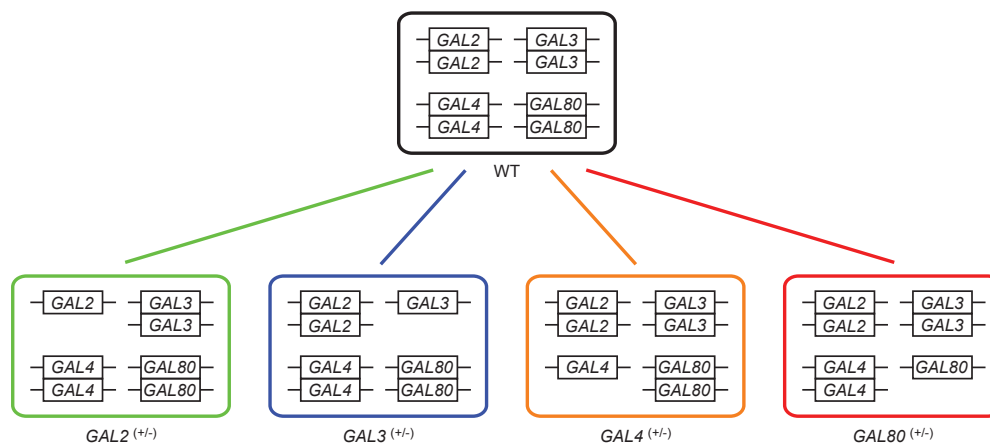 GAL2 GAL3
GAL2 GAL3
GAL4 GAL80
GAL4 GAL80
WT
GAL2 GAL3
GAL3
GAL4 GAL80
GAL4 GAL80
GAL2 (+/-)
GAL2 GAL3
GAL2
GAL4 GAL80
GAL4 GAL80
GAL3 (+/-)
GAL2 GAL3
GAL2 GAL3
GAL4 GAL80
GAL80
GAL4 (+/-)
GAL2 GAL3
GAL2 GAL3
GAL4 GAL80
GAL4
GAL80 (+/-)